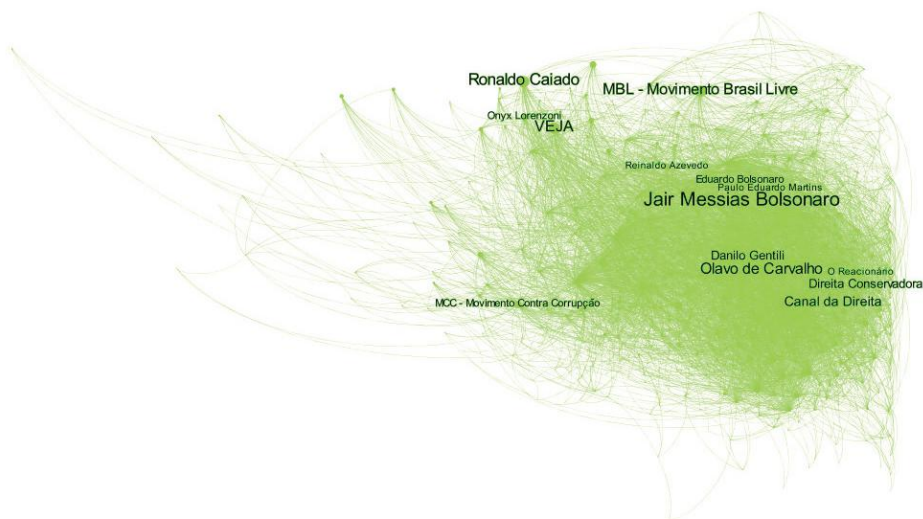 Ronaldo Caiado
MBL - Movimento Brasil Livre
Onyx Lorenzoni
VEJA
Reinaldo Azevedo
Eduardo Bolsonaro
Paulo Eduardo Martins
Jair Messias Bolsonaro
Danilo Gentili
Olavo de Carvalho
O Reacionário
Direita Conservadora
Canal da Direita
MCC - Movimento Contra Corrupção